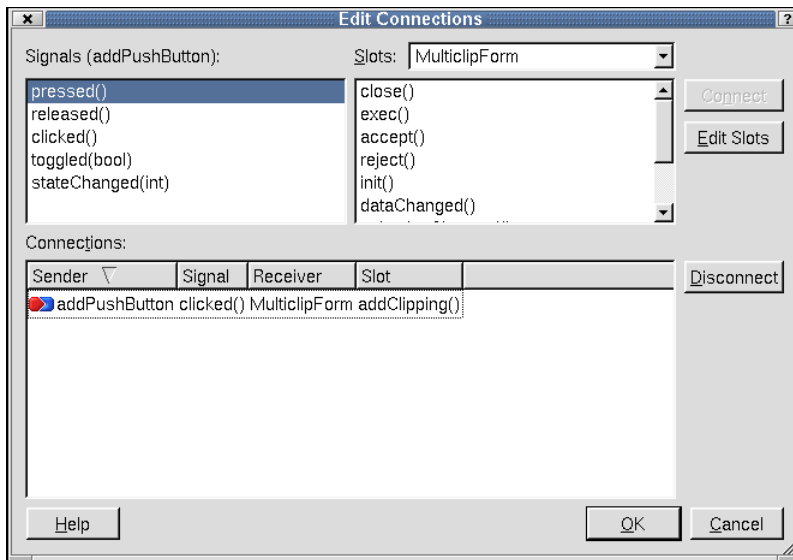 Edit Connections
Signals (addPushButton):
Slots: MulticlipForm
pressed()
released()
clicked()
toggled(bool)
stateChanged(int)
close()
exec()
accept()
reject()
init()
dataChanged()
Connect
Edit Slots
Connections:
Sender Signal Receiver Slot
addPushButton clicked() MulticlipForm addClipping()
Disconnect
Help
OK
Cancel